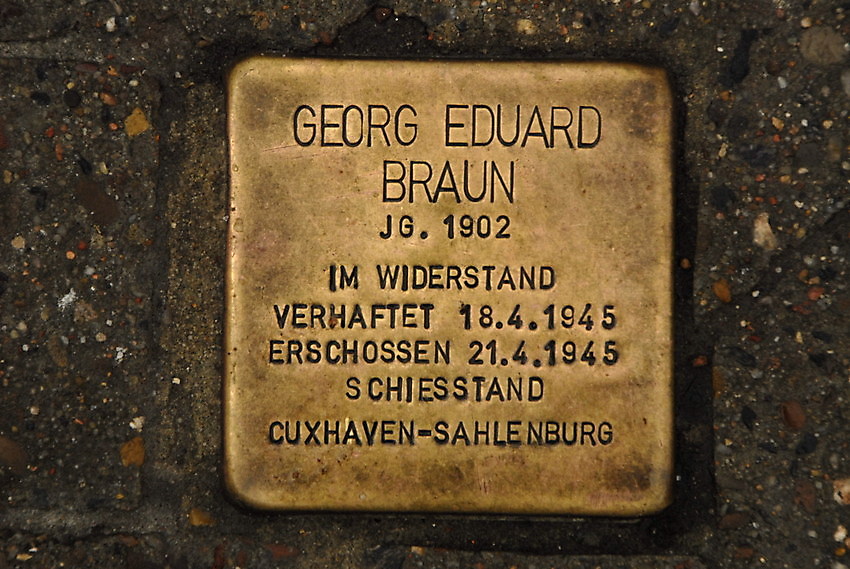 GEORG EDUARD
BRAUN
JG. 1902
IM WIDERSTAND
VERHAFTET 18.4.1945
ERSCHOSSEN 21.4.1945
SCHIESSTAND
CUXHAVEN-SAHLENBURG